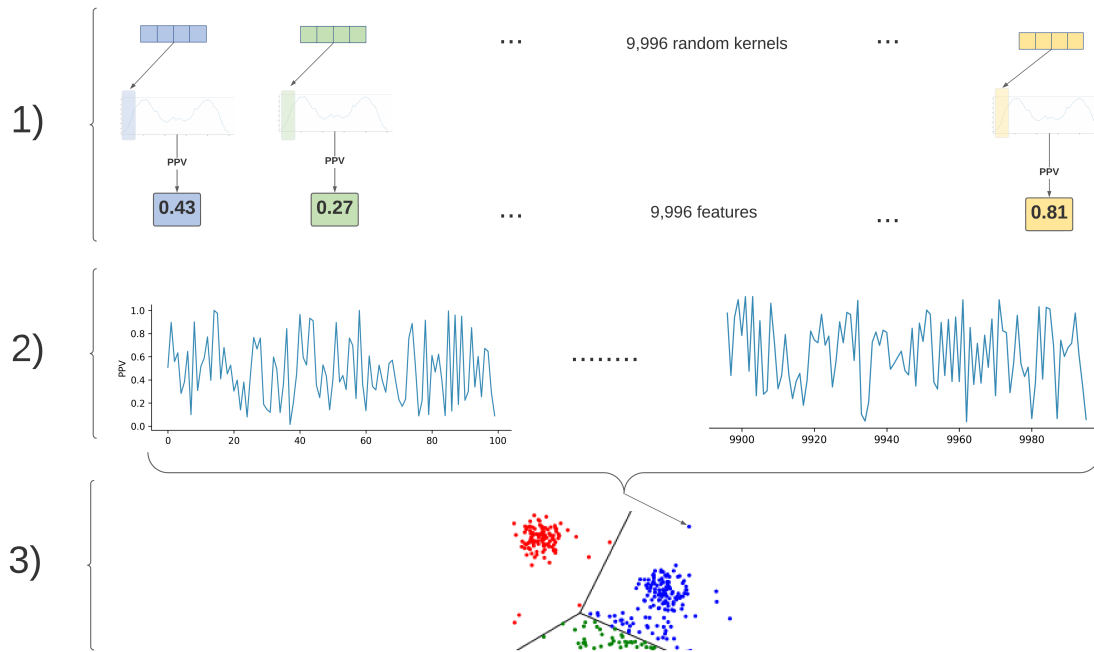 ... 9,996 random kernels ...
1)
PPV PPV PPV
0.43 0.27 ... 9,996 features ... 0.81
2)
PPV
1.0
0.8
0.6
0.4
0.2
0.0
........
0 20 40 60 80 100
9900 9920 9940 9960 9980
3)